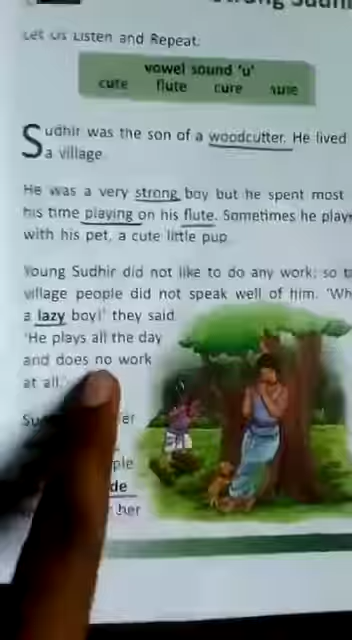 Let Us Listen and Repeat.
vowel sound 'u'
cute flute cure
Sudhir was the son of a woodcutter. He lived
a village.
He was a very strong boy but he spent most
his time playing on his flute. Sometimes he play
with his pet, a cute little pup.
Young Sudhir did not like to do any work; so t
village people did not speak well of him. 'Wh
a lazy boy!' they said.
'He plays all the day
and does no work
at all.'
Su er
ple
de
her